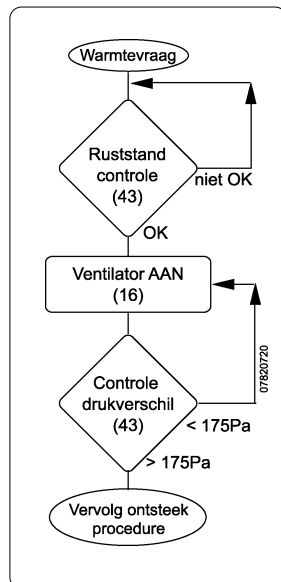 Warmtevraag
Ruststand
controle
(43)
niet OK
OK
Ventilator AAN
(16)
07820720
Controle
drukverschil
(43)
< 175Pa
> 175Pa
Vervolg ontsteek
procedure